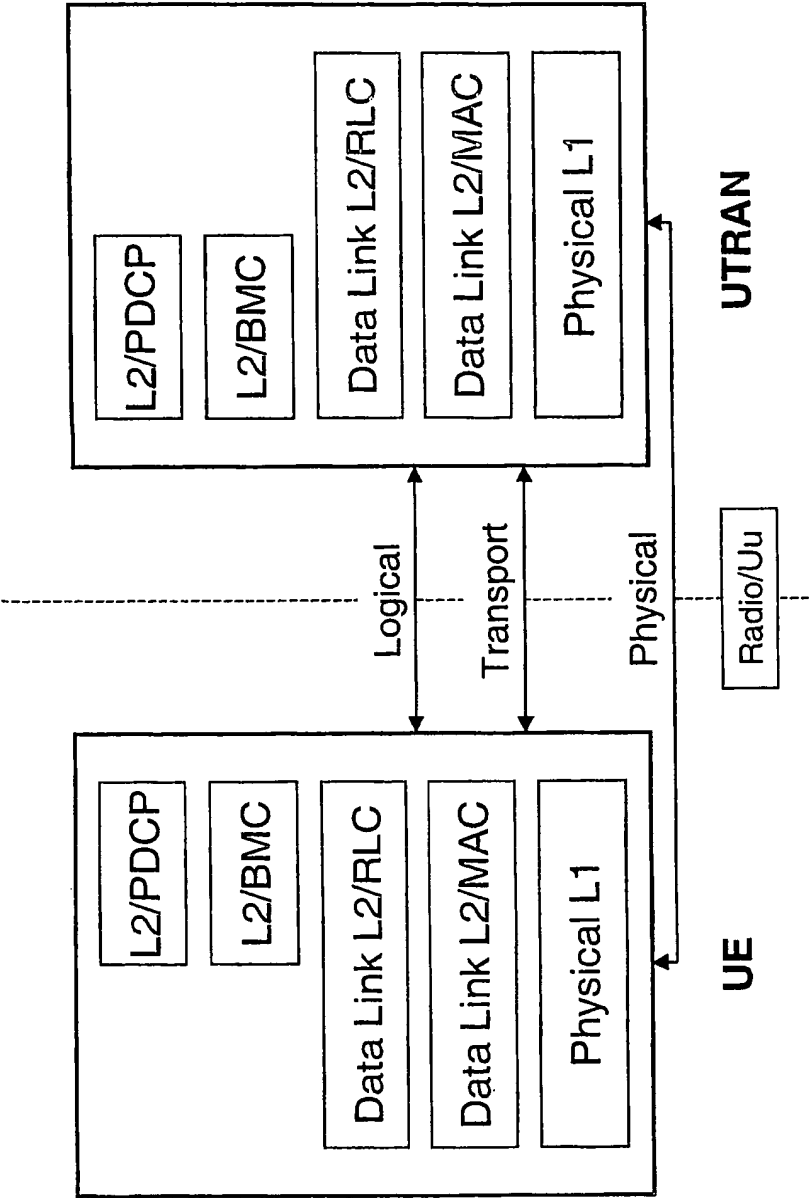 L2/PDCP
L2/BMC
Data Link L2/RLC
Data Link L2/MAC
Physical L1
UE
Logical
Transport
Physical
Radio/Uu
L2/PDCP
L2/BMC
Data Link L2/RLC
Data Link L2/MAC
Physical L1
UTRAN